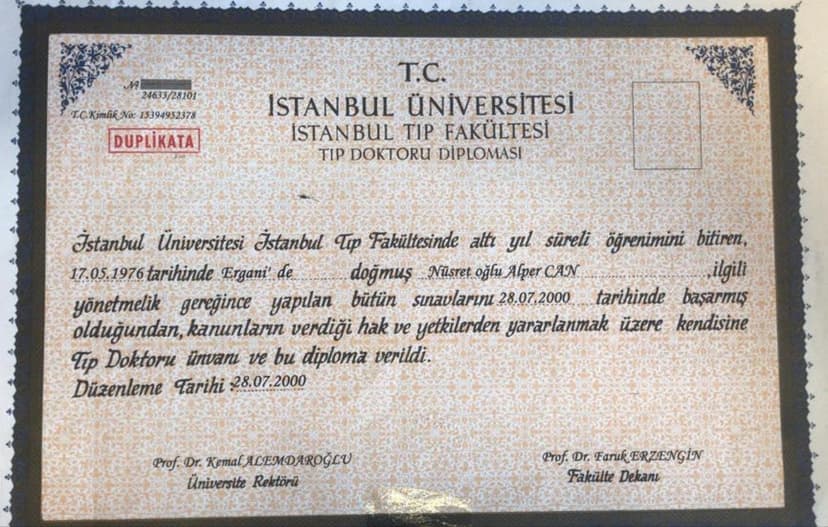 T.C.
İSTANBUL ÜNİVERSİTESİ
İSTANBUL TIP FAKÜLTESİ
TIP DOKTORU DİPLOMASI
Nº
24633/28101
T.C.Kimlik No: 15394952378
DUPLİKATA
İstanbul Üniversitesi İstanbul Tıp Fakültesinde altı yıl süreli öğrenimini bitiren,
17.05.1976 tarihinde Ergani' de doğmuş Nüsret oğlu Alper CAN ,ilgili
yönetmelik gereğince yapılan bütün sınavlarını 28.07.2000 tarihinde başarmış
olduğundan, kanunların verdiği hak ve yetkilerden yararlanmak üzere kendisine
Tıp Doktoru ünvanı ve bu diploma verildi.
Düzenleme Tarihi : 28.07.2000
Prof. Dr. Kemal ALEMDAROĞLU
Üniversite Rektörü
Prof. Dr. Faruk ERZENGİN
Fakülte Dekanı